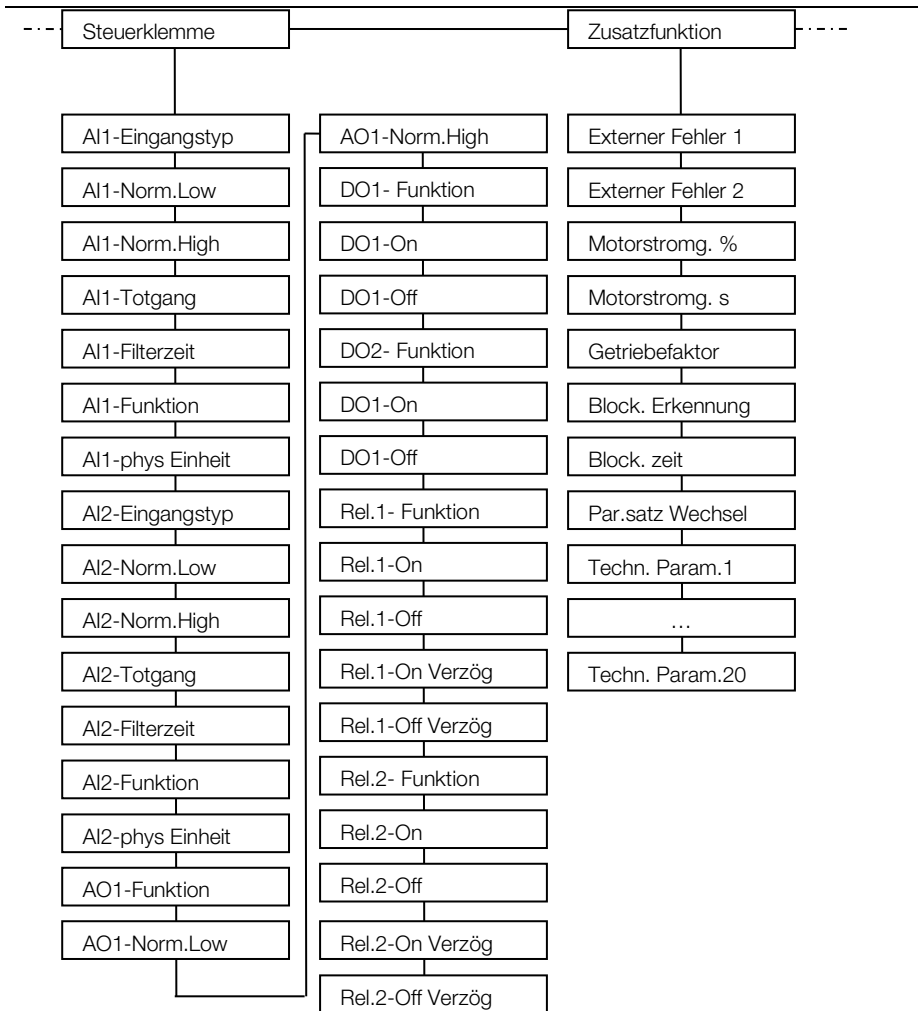 Steuerklemme
Zusatzfunktion
AI1-Eingangstyp
AI1-Norm.Low
AI1-Norm.High
AI1-Totgang
AI1-Filterzeit
AI1-Funktion
AI1-phys Einheit
AI2-Eingangstyp
AI2-Norm.Low
AI2-Norm.High
AI2-Totgang
AI2-Filterzeit
AI2-Funktion
AI2-phys Einheit
AO1-Funktion
AO1-Norm.Low
AO1-Norm.High
DO1- Funktion
DO1-On
DO1-Off
DO2- Funktion
DO1-On
DO1-Off
Rel.1- Funktion
Rel.1-On
Rel.1-Off
Rel.1-On Verzög
Rel.1-Off Verzög
Rel.2- Funktion
Rel.2-On
Rel.2-Off
Rel.2-On Verzög
Rel.2-Off Verzög
Externer Fehler 1
Externer Fehler 2
Motorstromg. %
Motorstromg. s
Getriebefaktor
Block. Erkennung
Block. zeit
Par.satz Wechsel
Techn. Param.1
…
Techn. Param.20